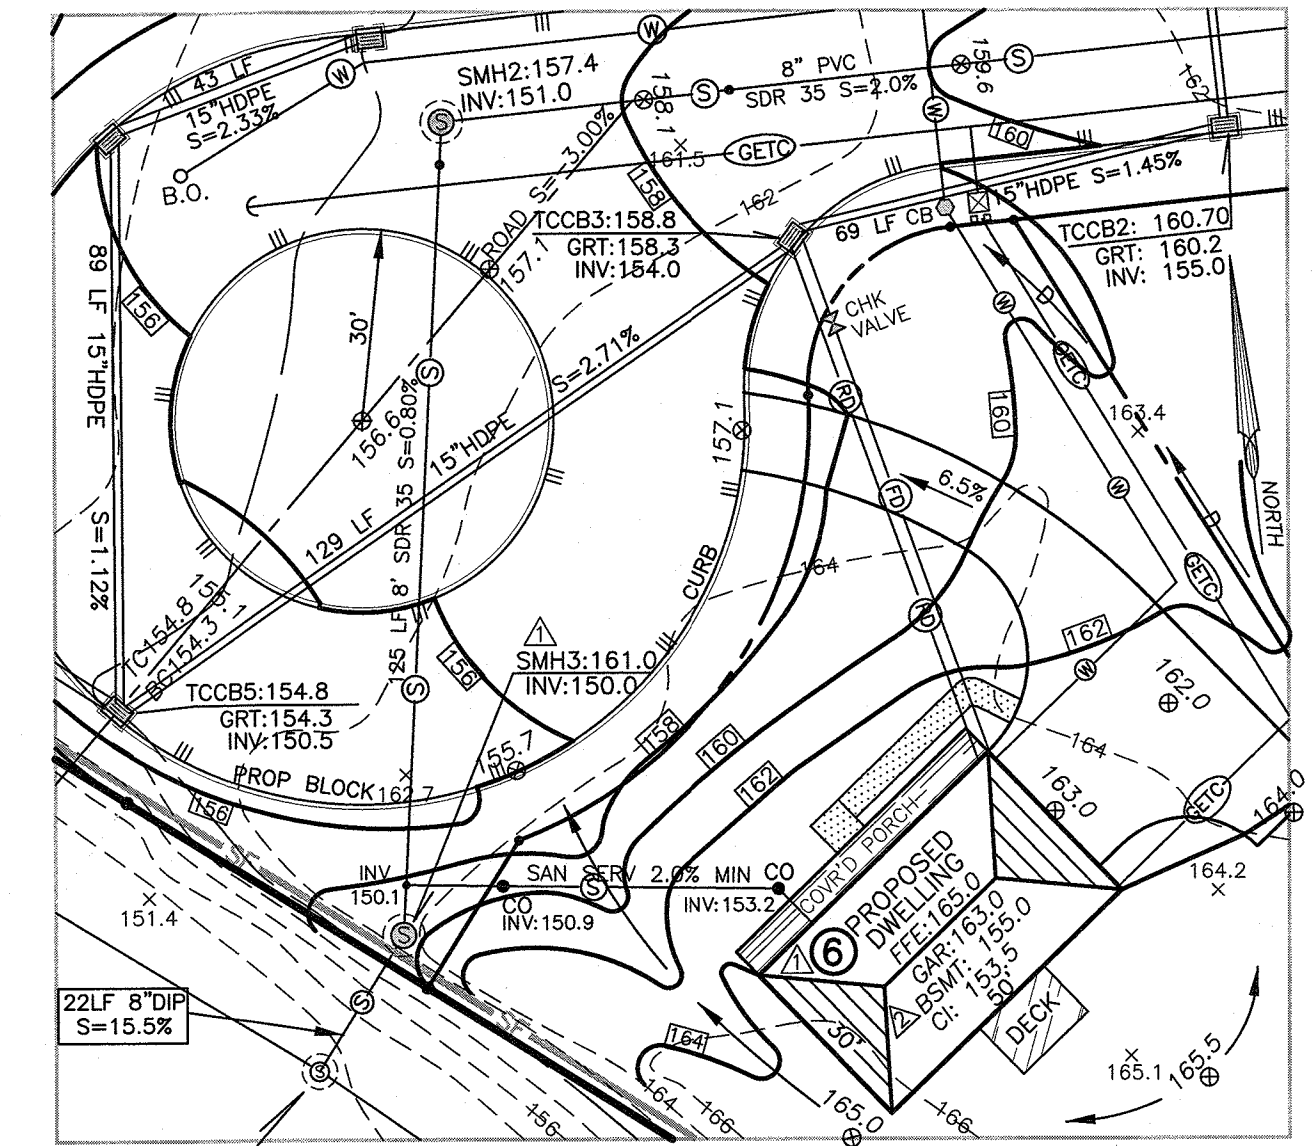 43 LF
15"HDPE
S=2.33%
W
B.O.
SMH2:157.4
INV:151.0
S
W
158.1
S
8" PVC
SDR 35 S=2.0%
159.6
S
W
162
160
161.5
GETC
158
162
ROAD S=-3.00%
157.1
TCCB3:158.8
GRT:158.3
INV:154.0
15"HDPE S=1.45%
69 LF CB
TCCB2: 160.70
GRT: 160.2
INV: 155.0
89 LF 15"HDPE
S=1.12%
156
30'
156.6
S
125 LF 8' SDR 35 S=0.80%
129 LF 15"HDPE S=2.71%
CHK
VALVE
W
D
GETC
160
163.4
RD
157.1
FD
6.5%
W
D
NORTH
GETC
CURB
164
RD
162
W
162.0
TC154.8
155.1
BC154.3
TCCB5:154.8
GRT:154.3
INV:150.5
156
1
SMH3:161.0
INV:150.0
S
158
160
162
155.7
PROP BLOCK
162.7
156
164
163.0
GETC
164.0
164.2
SF
151.4
INV
150.1
CO
INV:150.9
SAN SERV 2.0% MIN CO
S
INV:153.2
S
COV'R'D PORCH
1
6
PROPOSED
DWELLING
FFE:165.0
GAR:163.0
BSMT: 155.0
CI: 153.5
2
50'
30'
DECK
22LF 8"DIP
S=15.5%
S
S
SF
164
164
166
156
165.0
166
165.1
165.5